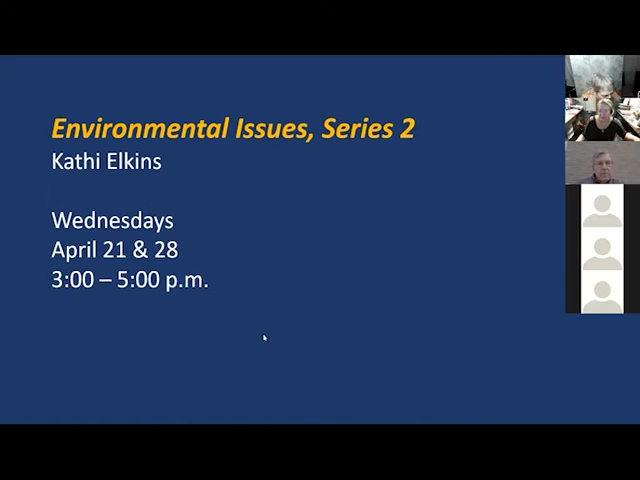 Environmental Issues, Series 2
Kathi Elkins
Wednesdays
April 21 & 28
3:00 – 5:00 p.m.